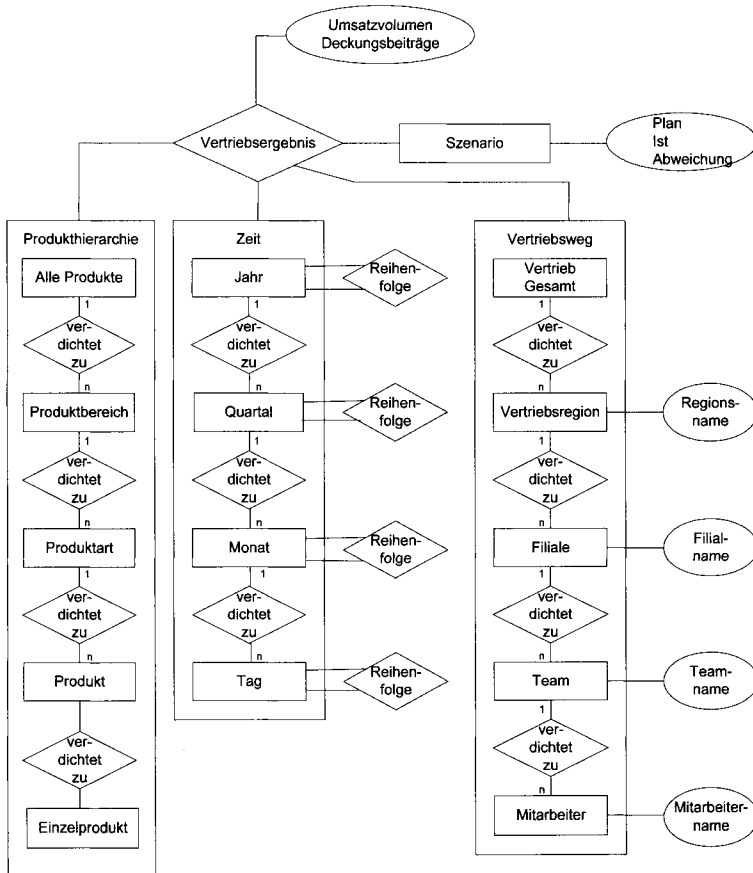 Umsatzvolumen
Deckungsbeiträge
Vertriebsergebnis
Szenario
Plan
Ist
Abweichung
Produkthierarchie
Alle Produkte
1
ver-
dichtet
zu
n
Produktbereich
1
ver-
dichtet
zu
n
Produktart
1
ver-
dichtet
zu
n
Produkt
ver-
dichtet
zu
Einzelprodukt
Zeit
Jahr
Reihen-
folge
1
ver-
dichtet
zu
n
Quartal
Reihen-
folge
1
ver-
dichtet
zu
n
Monat
Reihen-
folge
1
ver-
dichtet
zu
n
Tag
Reihen-
folge
Vertriebsweg
Vertrieb
Gesamt
1
ver-
dichtet
zu
n
Vertriebsregion
Regions-
name
1
ver-
dichtet
zu
n
Filiale
Filial-
name
1
ver-
dichtet
zu
n
Team
Team-
name
1
ver-
dichtet
zu
n
Mitarbeiter
Mitarbeiter-
name